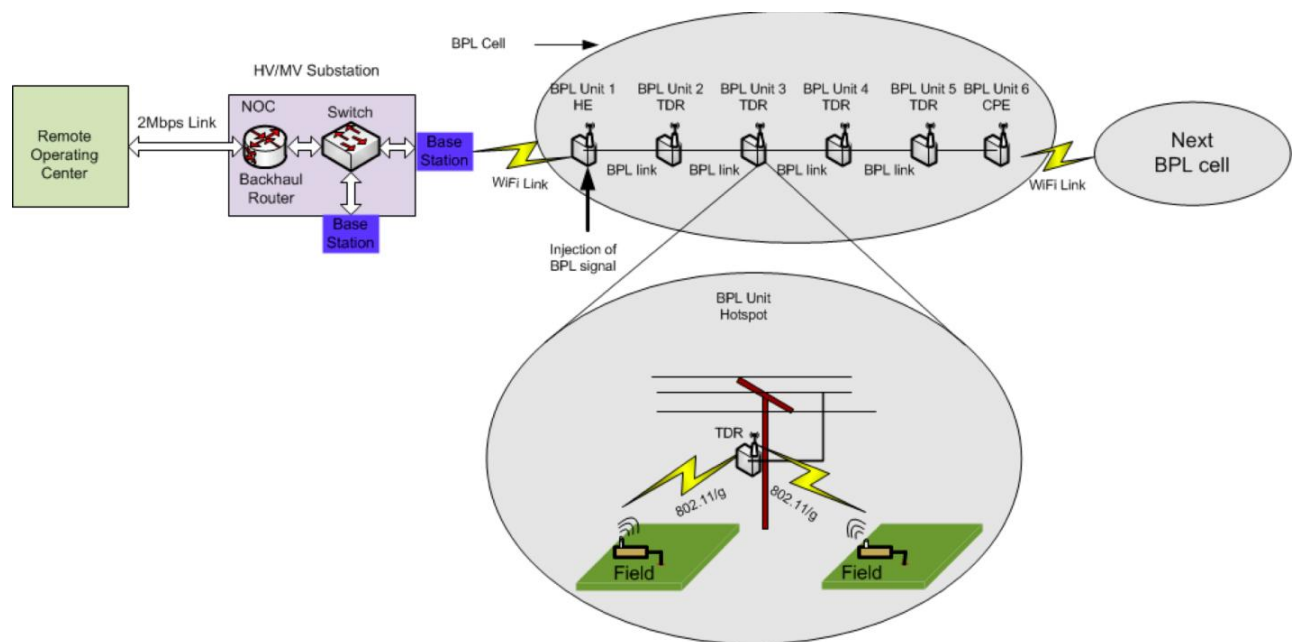 BPL Cell
HV/MV Substation
NOC
Switch
2Mbps Link
Remote
Operating
Center
Backhaul
Router
Base
Station
Base
Station
WiFi Link
BPL Unit 1
HE
BPL Unit 2
TDR
BPL Unit 3
TDR
BPL Unit 4
TDR
BPL Unit 5
TDR
BPL Unit 6
CPE
BPL link
BPL link
BPL link
BPL link
WiFi Link
Next
BPL cell
Injection of
BPL signal
BPL Unit
Hotspot
TDR
802.11/g
802.11/g
Field
Field